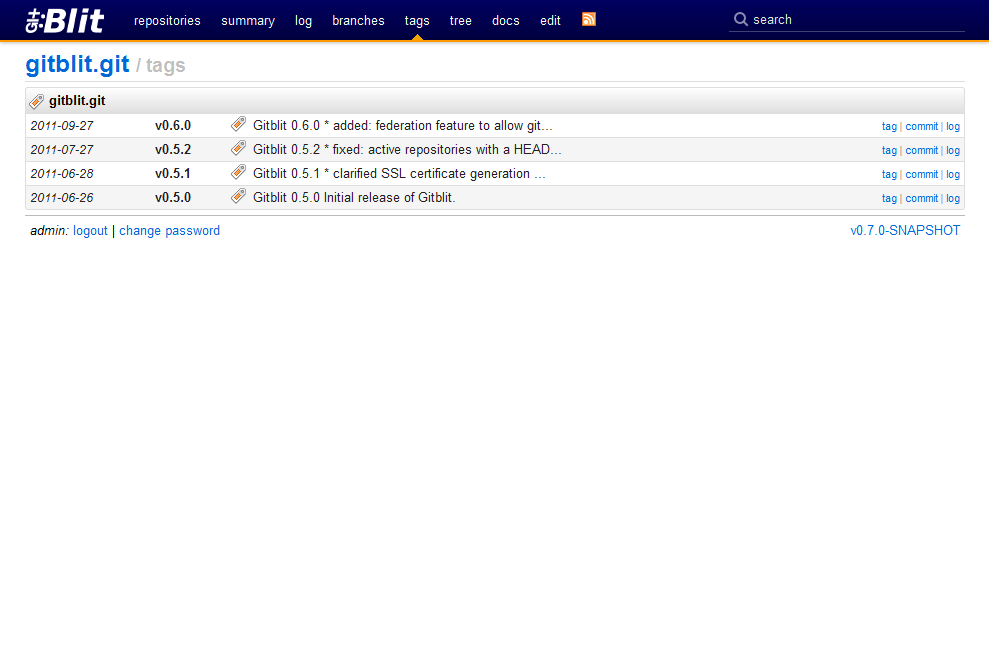 git:Blit repositories summary log branches tags tree docs edit search
gitblit.git / tags
gitblit.git
2011-09-27 v0.6.0 Gitblit 0.6.0 * added: federation feature to allow git... tag | commit | log
2011-07-27 v0.5.2 Gitblit 0.5.2 * fixed: active repositories with a HEAD... tag | commit | log
2011-06-28 v0.5.1 Gitblit 0.5.1 * clarified SSL certificate generation ... tag | commit | log
2011-06-26 v0.5.0 Gitblit 0.5.0 Initial release of Gitblit. tag | commit | log
admin: logout | change password v0.7.0-SNAPSHOT